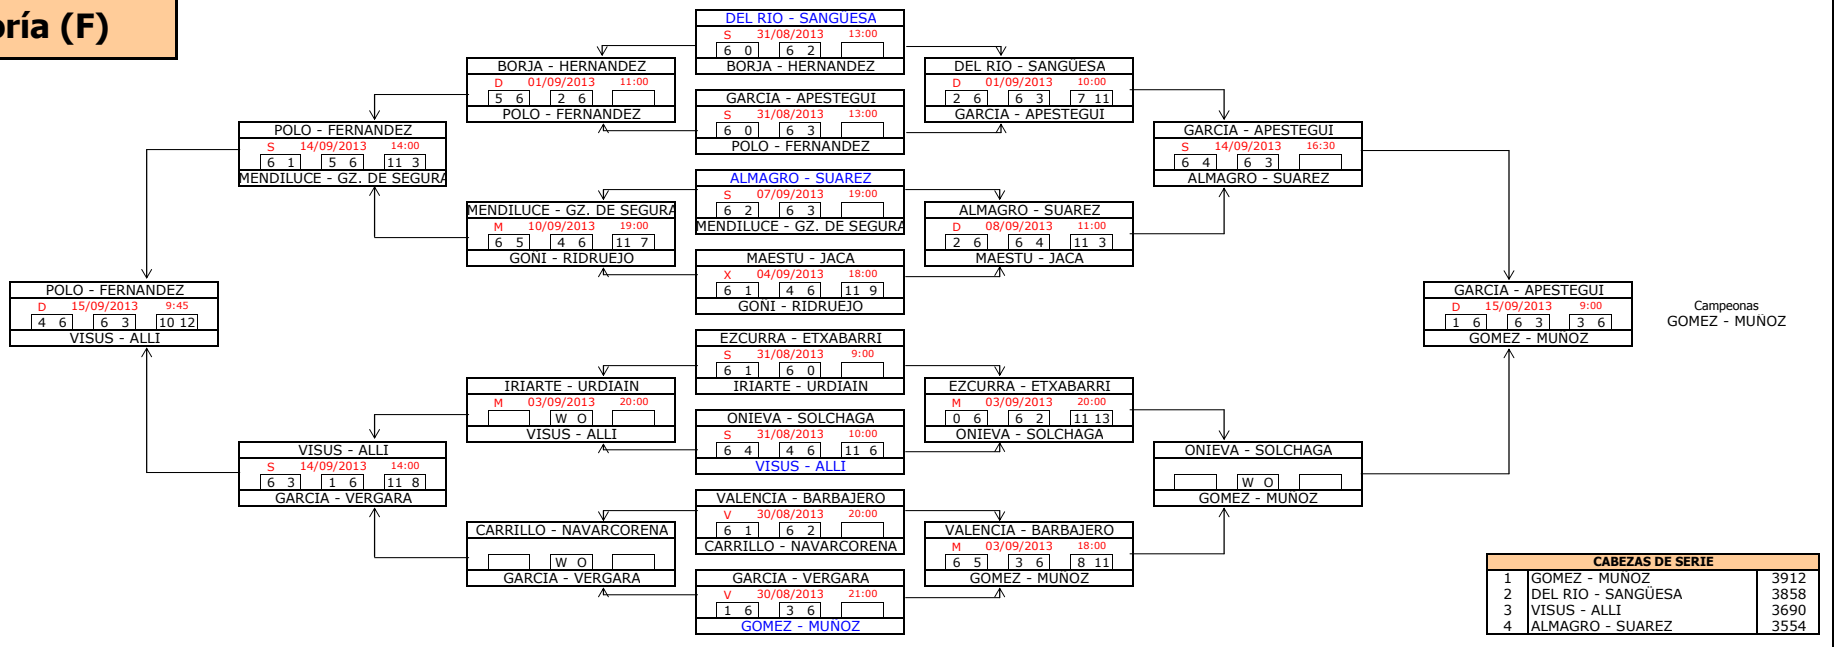 ría (F)
DEL RIO - SANGÜESA
S 31/08/2013 13:00
6 0 6 2
BORJA - HERNANDEZ
BORJA - HERNANDEZ
D 01/09/2013 11:00
5 6 2 6
POLO - FERNANDEZ
DEL RIO - SANGÜESA
D 01/09/2013 10:00
2 6 6 3 7 11
GARCIA - APESTEGUI
GARCIA - APESTEGUI
S 31/08/2013 13:00
6 0 6 3
POLO - FERNANDEZ
POLO - FERNANDEZ
S 14/09/2013 14:00
6 1 5 6 11 3
MENDILUCE - GZ. DE SEGURA
GARCIA - APESTEGUI
S 14/09/2013 16:30
6 4 6 3
ALMAGRO - SUAREZ
ALMAGRO - SUAREZ
S 07/09/2013 19:00
6 2 6 3
MENDILUCE - GZ. DE SEGURA
MENDILUCE - GZ. DE SEGURA
M 10/09/2013 19:00
6 5 4 6 11 7
GOÑI - RIDRUEJO
ALMAGRO - SUAREZ
D 08/09/2013 11:00
2 6 6 4 11 3
MAESTU - JACA
MAESTU - JACA
X 04/09/2013 18:00
6 1 4 6 11 9
GOÑI - RIDRUEJO
POLO - FERNANDEZ
D 15/09/2013 9:45
4 6 6 3 10 12
VISUS - ALLI
GARCIA - APESTEGUI
D 15/09/2013 9:00
1 6 6 3 3 6
GOMEZ - MUÑOZ
Campeonas
GOMEZ - MUÑOZ
EZCURRA - ETXABARRI
S 31/08/2013 9:00
6 1 6 0
IRIARTE - URDIAIN
IRIARTE - URDIAIN
M 03/09/2013 20:00
W O
VISUS - ALLI
EZCURRA - ETXABARRI
M 03/09/2013 20:00
0 6 6 2 11 13
ONIEVA - SOLCHAGA
ONIEVA - SOLCHAGA
S 31/08/2013 10:00
6 4 4 6 11 6
VISUS - ALLI
VISUS - ALLI
S 14/09/2013 14:00
6 3 1 6 11 8
GARCIA - VERGARA
ONIEVA - SOLCHAGA
W O
GOMEZ - MUÑOZ
VALENCIA - BARBAJERO
V 30/08/2013 20:00
6 1 6 2
CARRILLO - NAVARCORENA
CARRILLO - NAVARCORENA
W O
GARCIA - VERGARA
VALENCIA - BARBAJERO
M 03/09/2013 18:00
6 5 3 6 8 11
GOMEZ - MUÑOZ
GARCIA - VERGARA
V 30/08/2013 21:00
1 6 3 6
GOMEZ - MUÑOZ
CABEZAS DE SERIE
1 GOMEZ - MUÑOZ 3912
2 DEL RIO - SANGÜESA 3858
3 VISUS - ALLI 3690
4 ALMAGRO - SUAREZ 3554